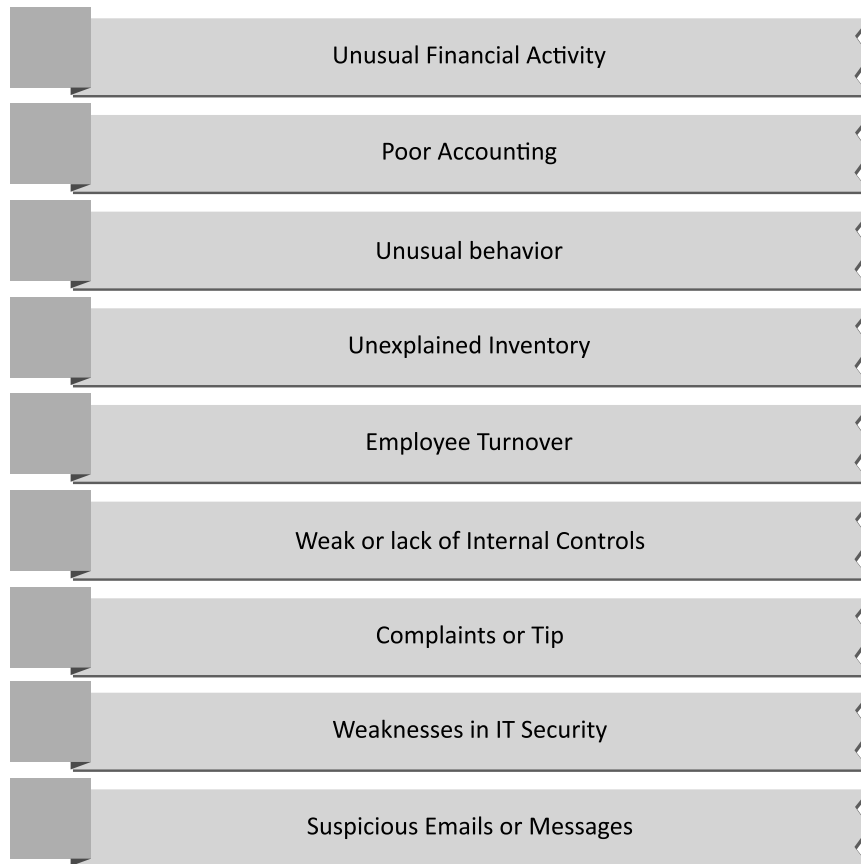 Unusual Financial Activity
Poor Accounting
Unusual behavior
Unexplained Inventory
Employee Turnover
Weak or lack of Internal Controls
Complaints or Tip
Weaknesses in IT Security
Suspicious Emails or Messages